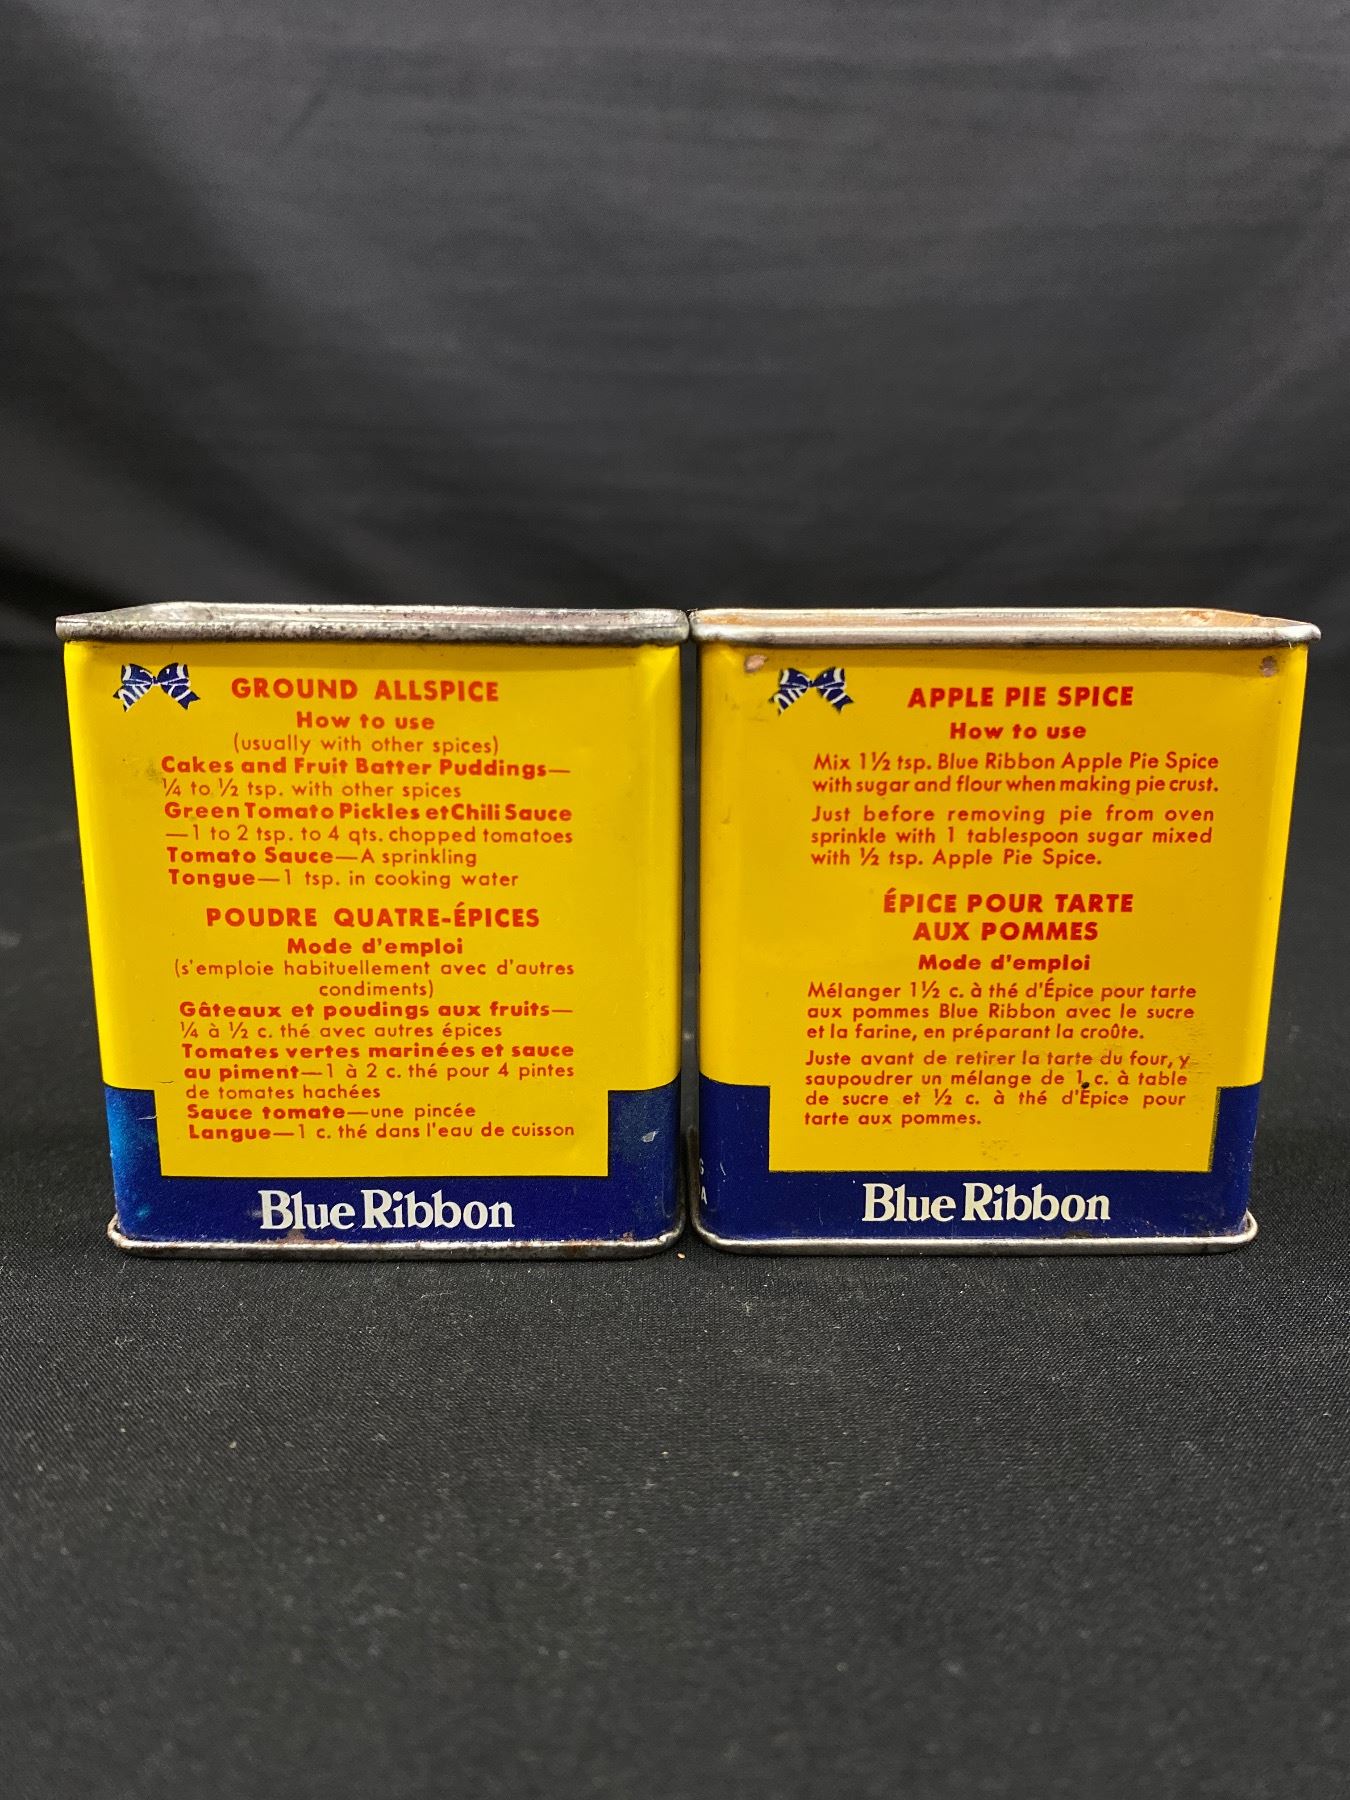 GROUND ALLSPICE
How to use
(usually with other spices)
Cakes and Fruit Batter Puddings—
¼ to ½ tsp. with other spices
Green Tomato Pickles et Chili Sauce
—1 to 2 tsp. to 4 qts. chopped tomatoes
Tomato Sauce—A sprinkling
Tongue—1 tsp. in cooking water
POUDRE QUATRE-ÉPICES
Mode d'emploi
(s'emploie habituellement avec d'autres
condiments)
Gâteaux et poudings aux fruits—
¼ à ½ c. thé avec autres épices
Tomates vertes marinées et sauce
au piment—1 à 2 c. thé pour 4 pintes
de tomates hachées
Sauce tomate—une pincée
Langue—1 c. thé dans l'eau de cuisson
Blue Ribbon
APPLE PIE SPICE
How to use
Mix 1½ tsp. Blue Ribbon Apple Pie Spice
with sugar and flour when making pie crust.
Just before removing pie from oven
sprinkle with 1 tablespoon sugar mixed
with ½ tsp. Apple Pie Spice.
ÉPICE POUR TARTE
AUX POMMES
Mode d'emploi
Mélanger 1½ c. à thé d'Épice pour tarte
aux pommes Blue Ribbon avec le sucre
et la farine, en préparant la croûte.
Juste avant de retirer la tarte du four, y
saupoudrer un mélange de 1 c. à table
de sucre et ½ c. à thé d'Épice pour
tarte aux pommes.
Blue Ribbon